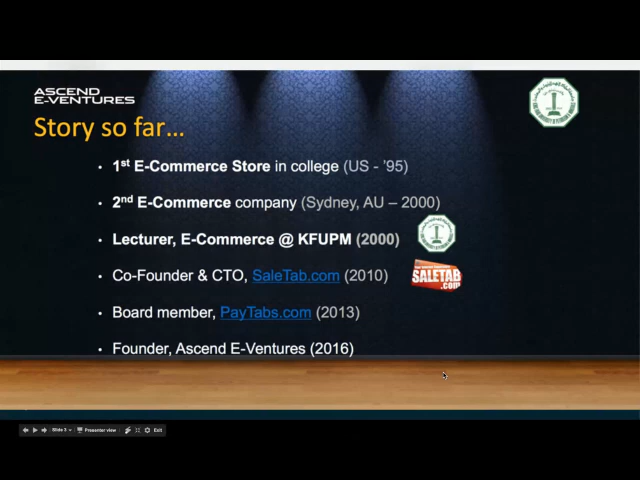 ASCEND
E-VENTURES
Story so far...
1st E-Commerce Store in college (US - '95)
2nd E-Commerce company (Sydney, AU – 2000)
Lecturer, E-Commerce @ KFUPM (2000)
Co-Founder & CTO, SaleTab.com (2010)
SALETAB
.com
Board member, PayTabs.com (2013)
Founder, Ascend E-Ventures (2016)
Slide 3
Presenter view
Exit